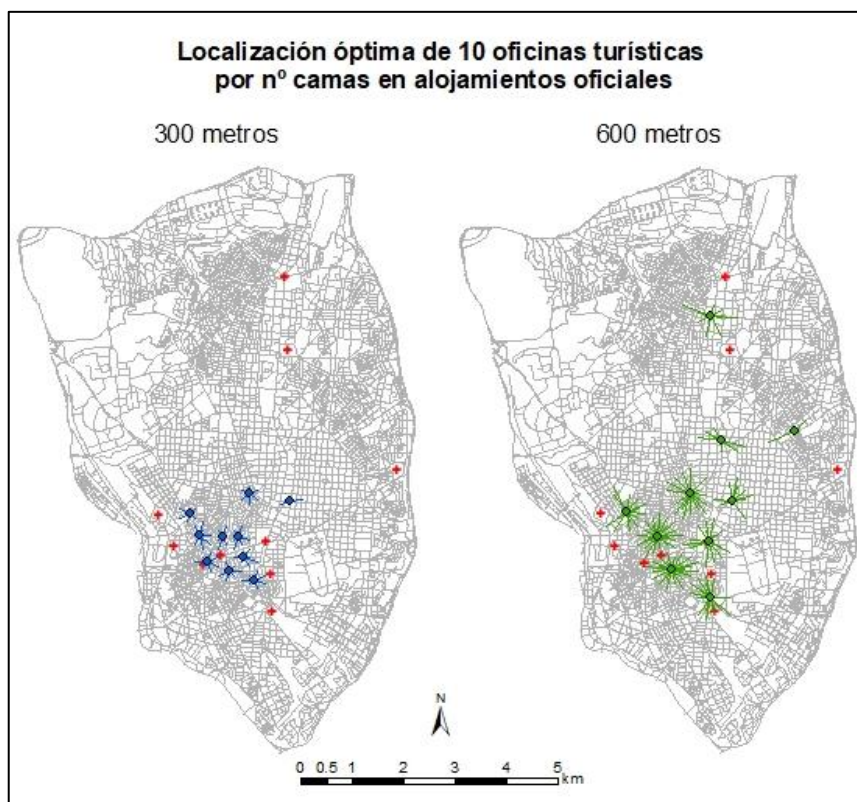 Localización óptima de 10 oficinas turísticas
por nº camas en alojamientos oficiales
300 metros
600 metros
N
0 0.5 1 2 3 4 5
km